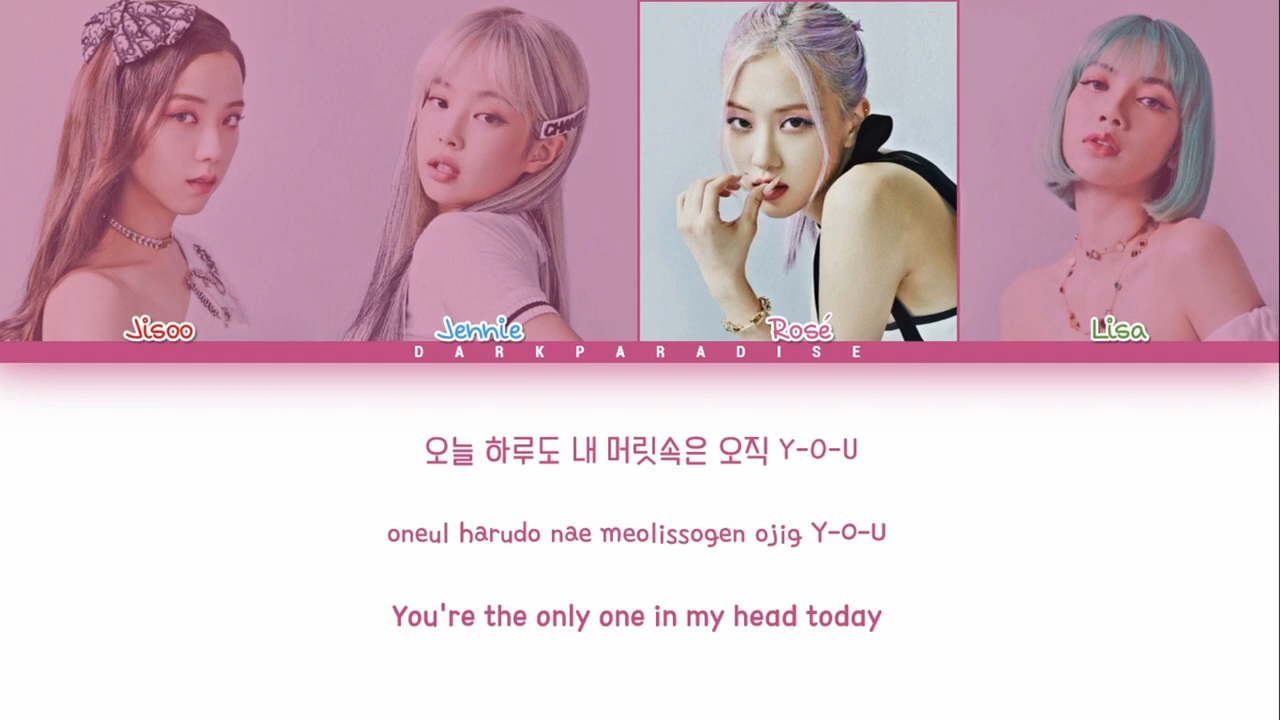 CHAN
Jisoo
Jennie
Rosé
Lisa
DARKPARADISE
오늘 하루도 내 머릿속은 오직 Y-O-U
oneul harudo nae meolissogen ojig Y-O-U
You're the only one in my head today